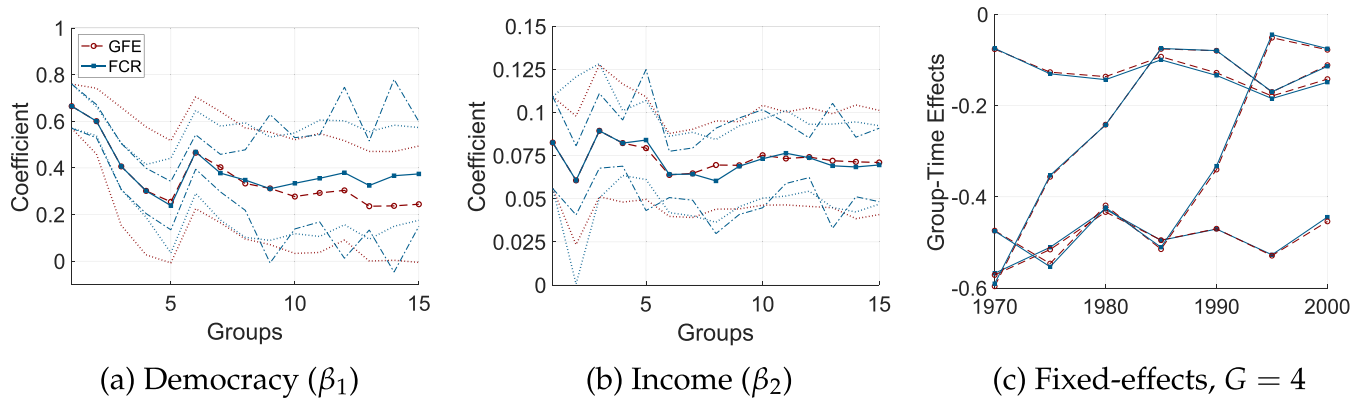 1
0.8
0.6
0.4
0.2
0
Coefficient
GFE
FCR
5
10
15
Groups
(a) Democracy (β1)
0.15
0.125
0.1
0.075
0.05
0.025
0
Coefficient
5
10
15
Groups
(b) Income (β2)
-0
-0.2
-0.4
-0.6
Group-Time Effects
1970
1980
1990
2000
(c) Fixed-effects, G = 4